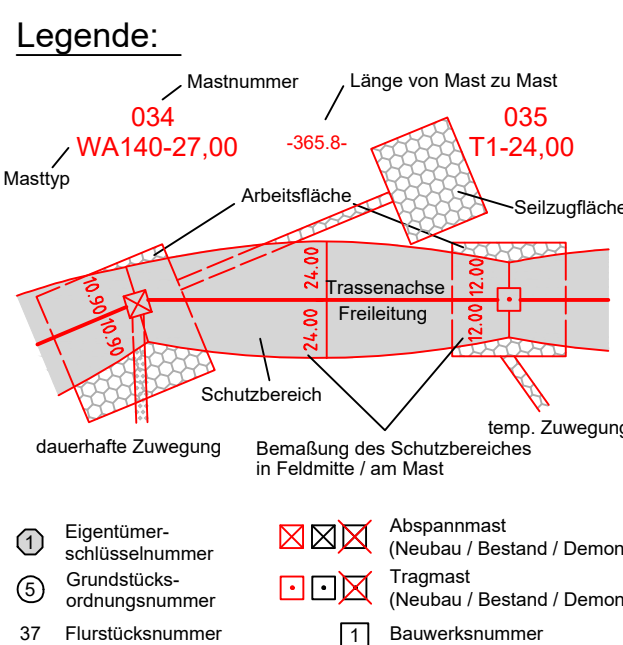 Legende:
Mastnummer
Länge von Mast zu Mast
034
035
WA140-27,00
-365.8-
T1-24,00
Masttyp
Arbeitsfläche
Seilzugfläche
10.90
10.90
24.00
24.00
Trassenachse
Freileitung
12.00
12.00
Schutzbereich
dauerhafte Zuwegung
temp. Zuwegung
Bemaßung des Schutzbereiches
in Feldmitte / am Mast
1 Eigentümer-
schlüsselnummer
Abspannmast
(Neubau / Bestand / Demon
5 Grundstücks-
ordnungsnummer
Tragmast
(Neubau / Bestand / Demon
37 Flurstücksnummer
1 Bauwerksnummer